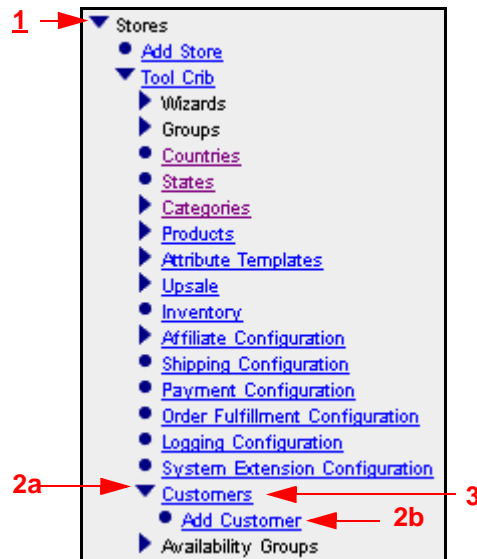 1 Stores
Add Store
Tool Crib
Wizards
Groups
Countries
States
Categories
Products
Attribute Templates
Upsale
Inventory
Affiliate Configuration
Shipping Configuration
Payment Configuration
Order Fulfillment Configuration
Logging Configuration
System Extension Configuration
2a Customers 3
Add Customer 2b
Availability Groups